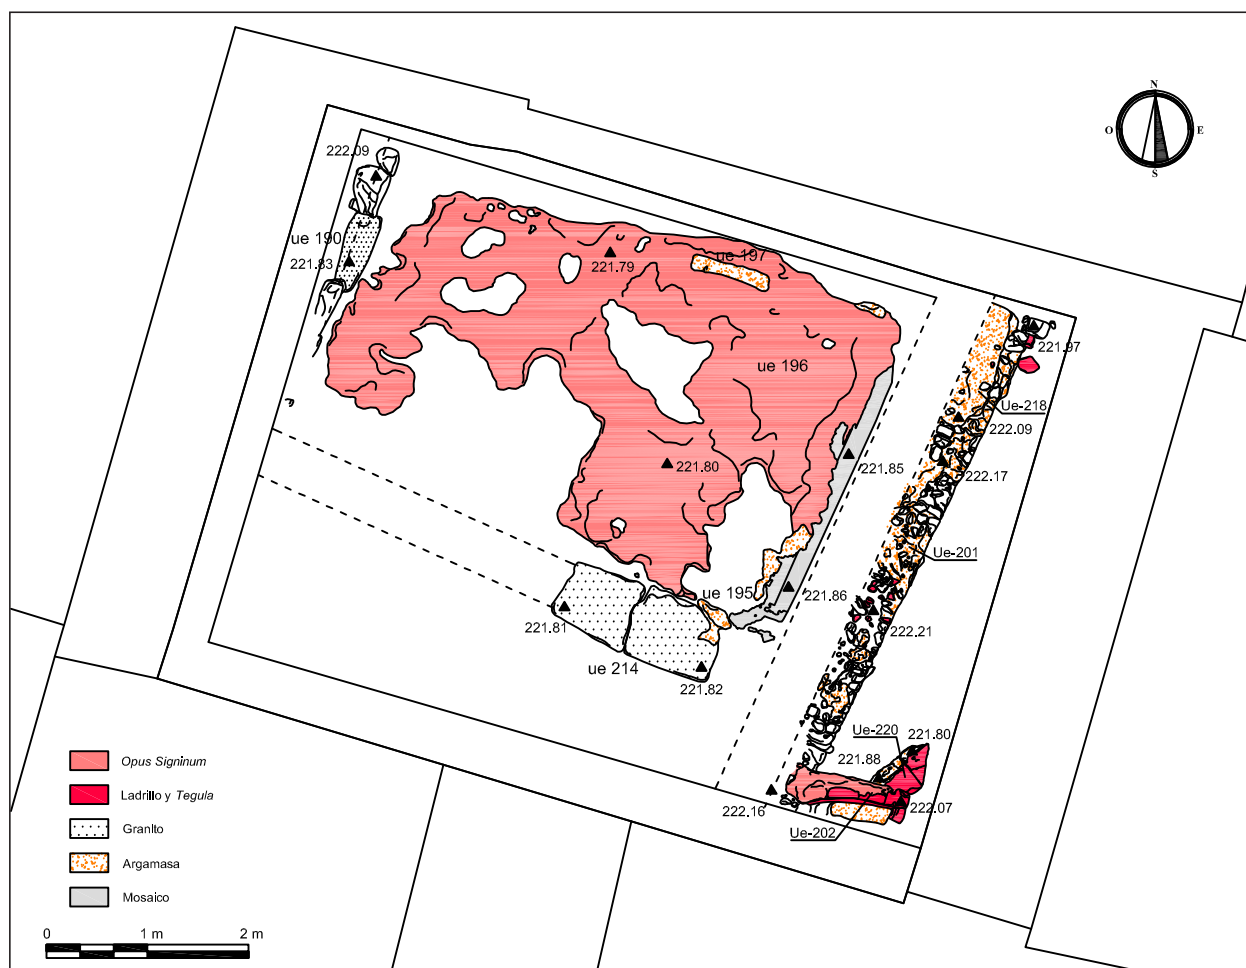 N
O
E
S
222.09
ue 190
221.83
221.79
ue 197
ue 196
221.97
Ue-218
222.09
221.80
221.85
222.17
Ue-201
ue 195
221.86
221.81
222.21
ue 214
221.82
Ue-220
221.80
221.88
222.16
222.07
Ue-202
Opus Signinum
Ladrillo y Tegula
Granito
Argamasa
Mosaico
0 1 m 2 m